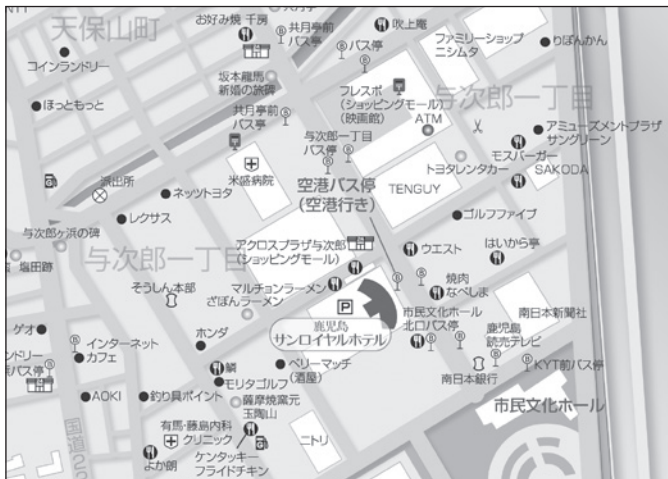 天保山町
お好み焼 千房
共月亭前
バス亭
吹上庵
バス停
ファミリーショップ
ニシムタ
りぼんかん
コインランドリー
坂本龍馬
新婚の旅碑
ほっともっと
フレスポ
(ショッピングモール)
(映画館)
ATM
与次郎一丁目
共月亭前
バス亭
与次郎一丁目
バス停
アミューズメントプラザ
サングリーン
モスバーガー
SAKODA
トヨタレンタカー
米盛病院
派出所
ネッツトヨタ
空港バス停
(空港行き)
TENGUY
レクサス
ゴルフファイブ
与次郎ヶ浜の碑
与次郎一丁目
塩田跡
アクロスプラザ与次郎
(ショッピングモール)
ウエスト
はいから亭
そうしん本部
マルチョンラーメン
ざぼんラーメン
焼肉
なべしま
P
鹿児島
サンロイヤルホテル
市民文化ホール
北口バス停
南日本新聞社
鹿児島
読売テレビ
ゲオ
ホンダ
インターネット
カフェ
ンドリー
バス停
鱗
モリタゴルフ
ベリーマッチ
(酒屋)
南日本銀行
KYT前バス停
AOKI
釣り具ポイント
薩摩焼窯元
玉陶山
市民文化ホール
有馬・藤島内科
クリニック
ニトリ
よか朗
ケンタッキー
フライドチキン
国道22